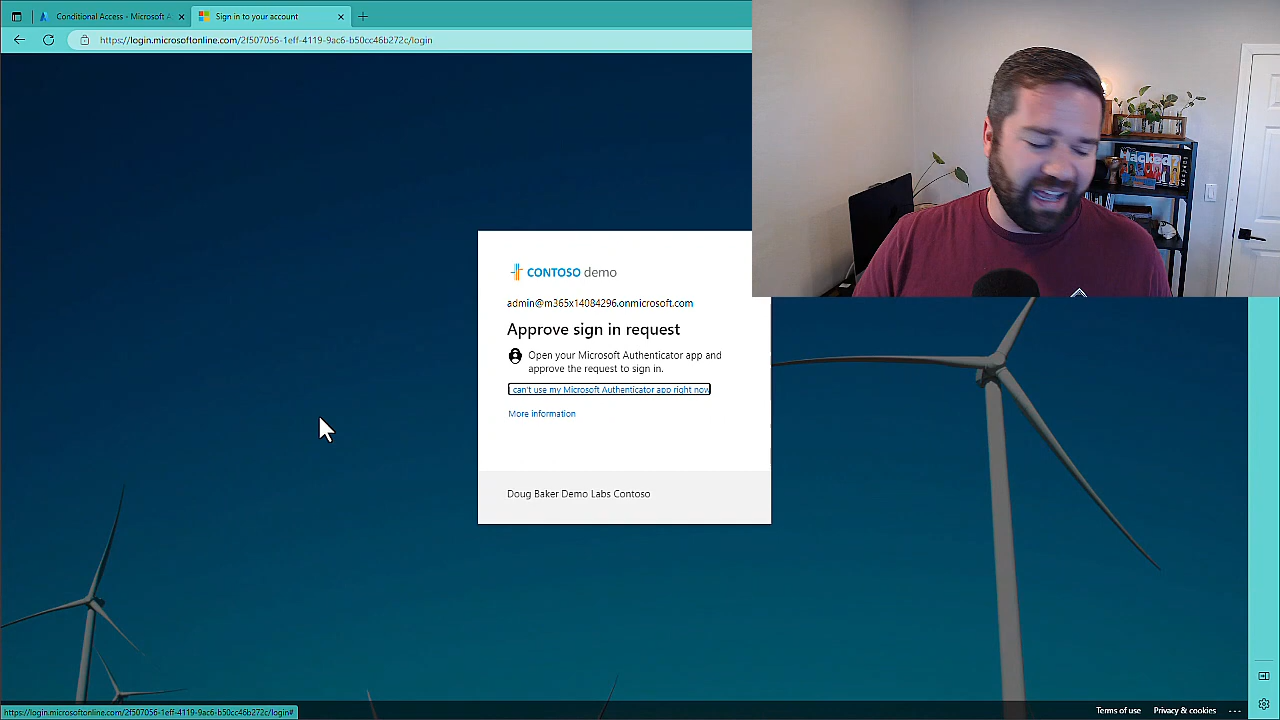 Conditional Access - Microsoft A
Sign in to your account
https://login.microsoftonline.com/2f507056-1eff-4119-9ac6-b50cc46b272c/login
Hacked
CONTOSO demo
admin@m365x14084296.onmicrosoft.com
Approve sign in request
Open your Microsoft Authenticator app and
approve the request to sign in.
I can't use my Microsoft Authenticator app right now
More information
Doug Baker Demo Labs Contoso
https://login.microsoftonline.com/2f507056-1eff-4119-9ac6-b50cc46b272c/login#
Terms of use Privacy & cookies ...